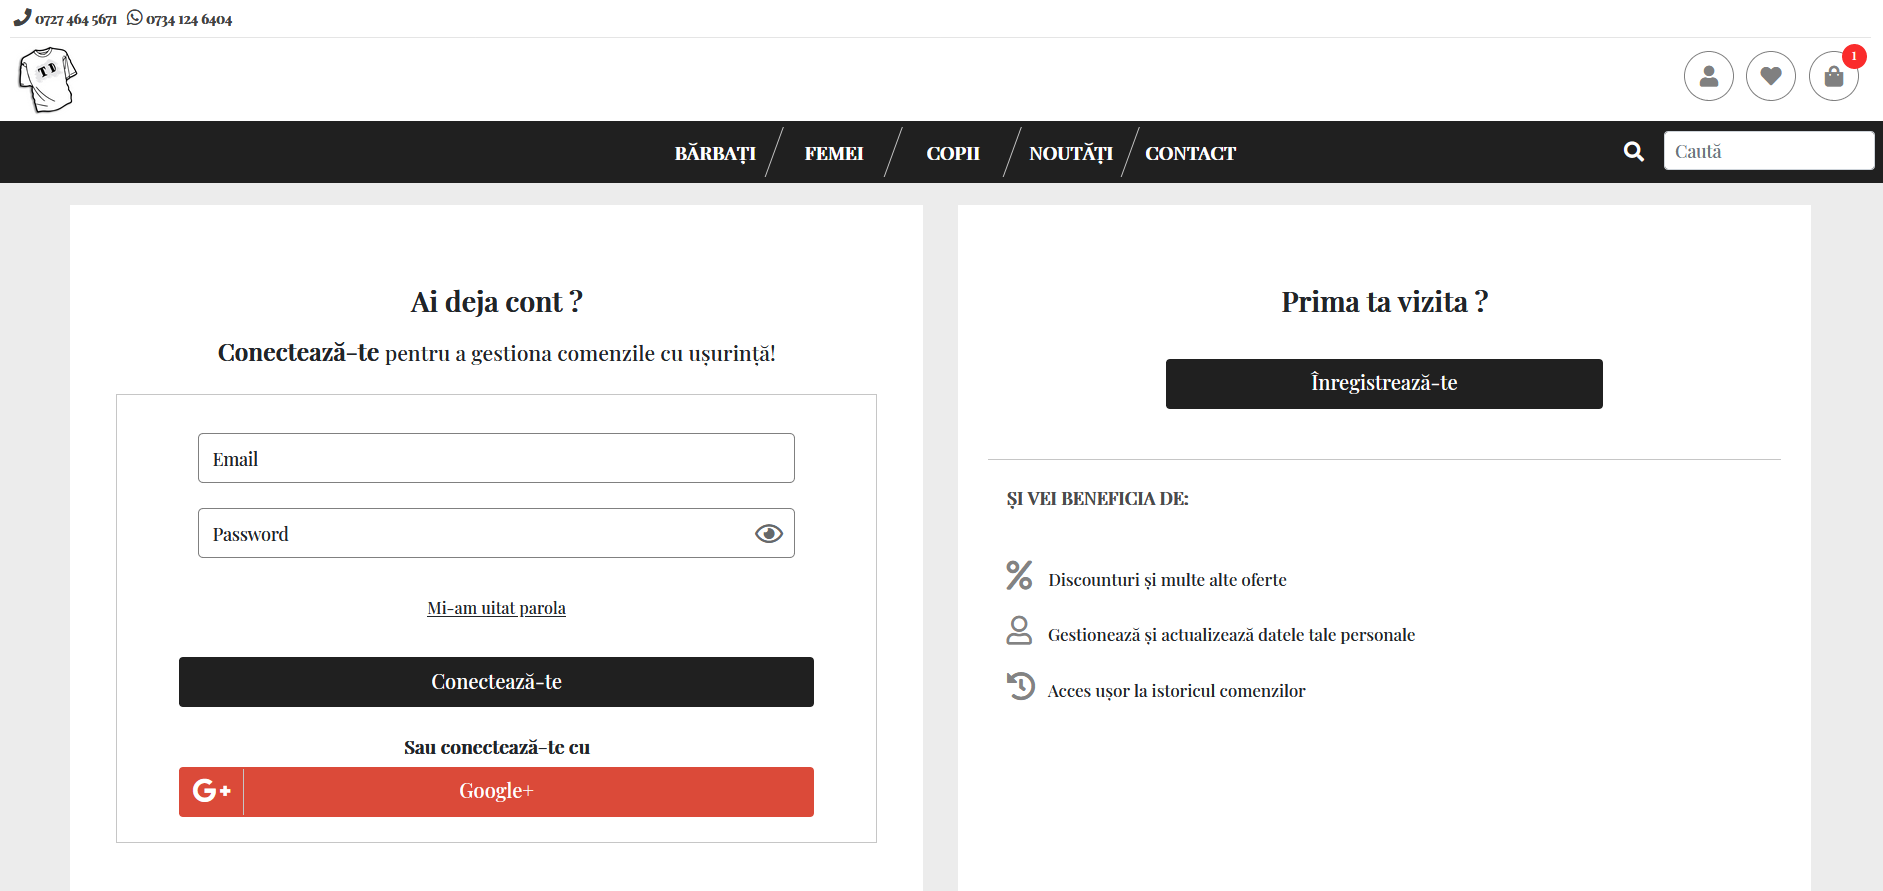 0727 464 5671 0734 124 6404
TD
1
BĂRBAȚI FEMEI COPII NOUTĂȚI CONTACT Caută
Ai deja cont ?
Conectează-te pentru a gestiona comenzile cu ușurință!
Email
Password
Mi-am uitat parola
Conectează-te
Sau conectează-te cu
G+ Google+
Prima ta vizita ?
Înregistrează-te
ȘI VEI BENEFICIA DE:
Discounturi și multe alte oferte
Gestionează și actualizează datele tale personale
Acces ușor la istoricul comenzilor